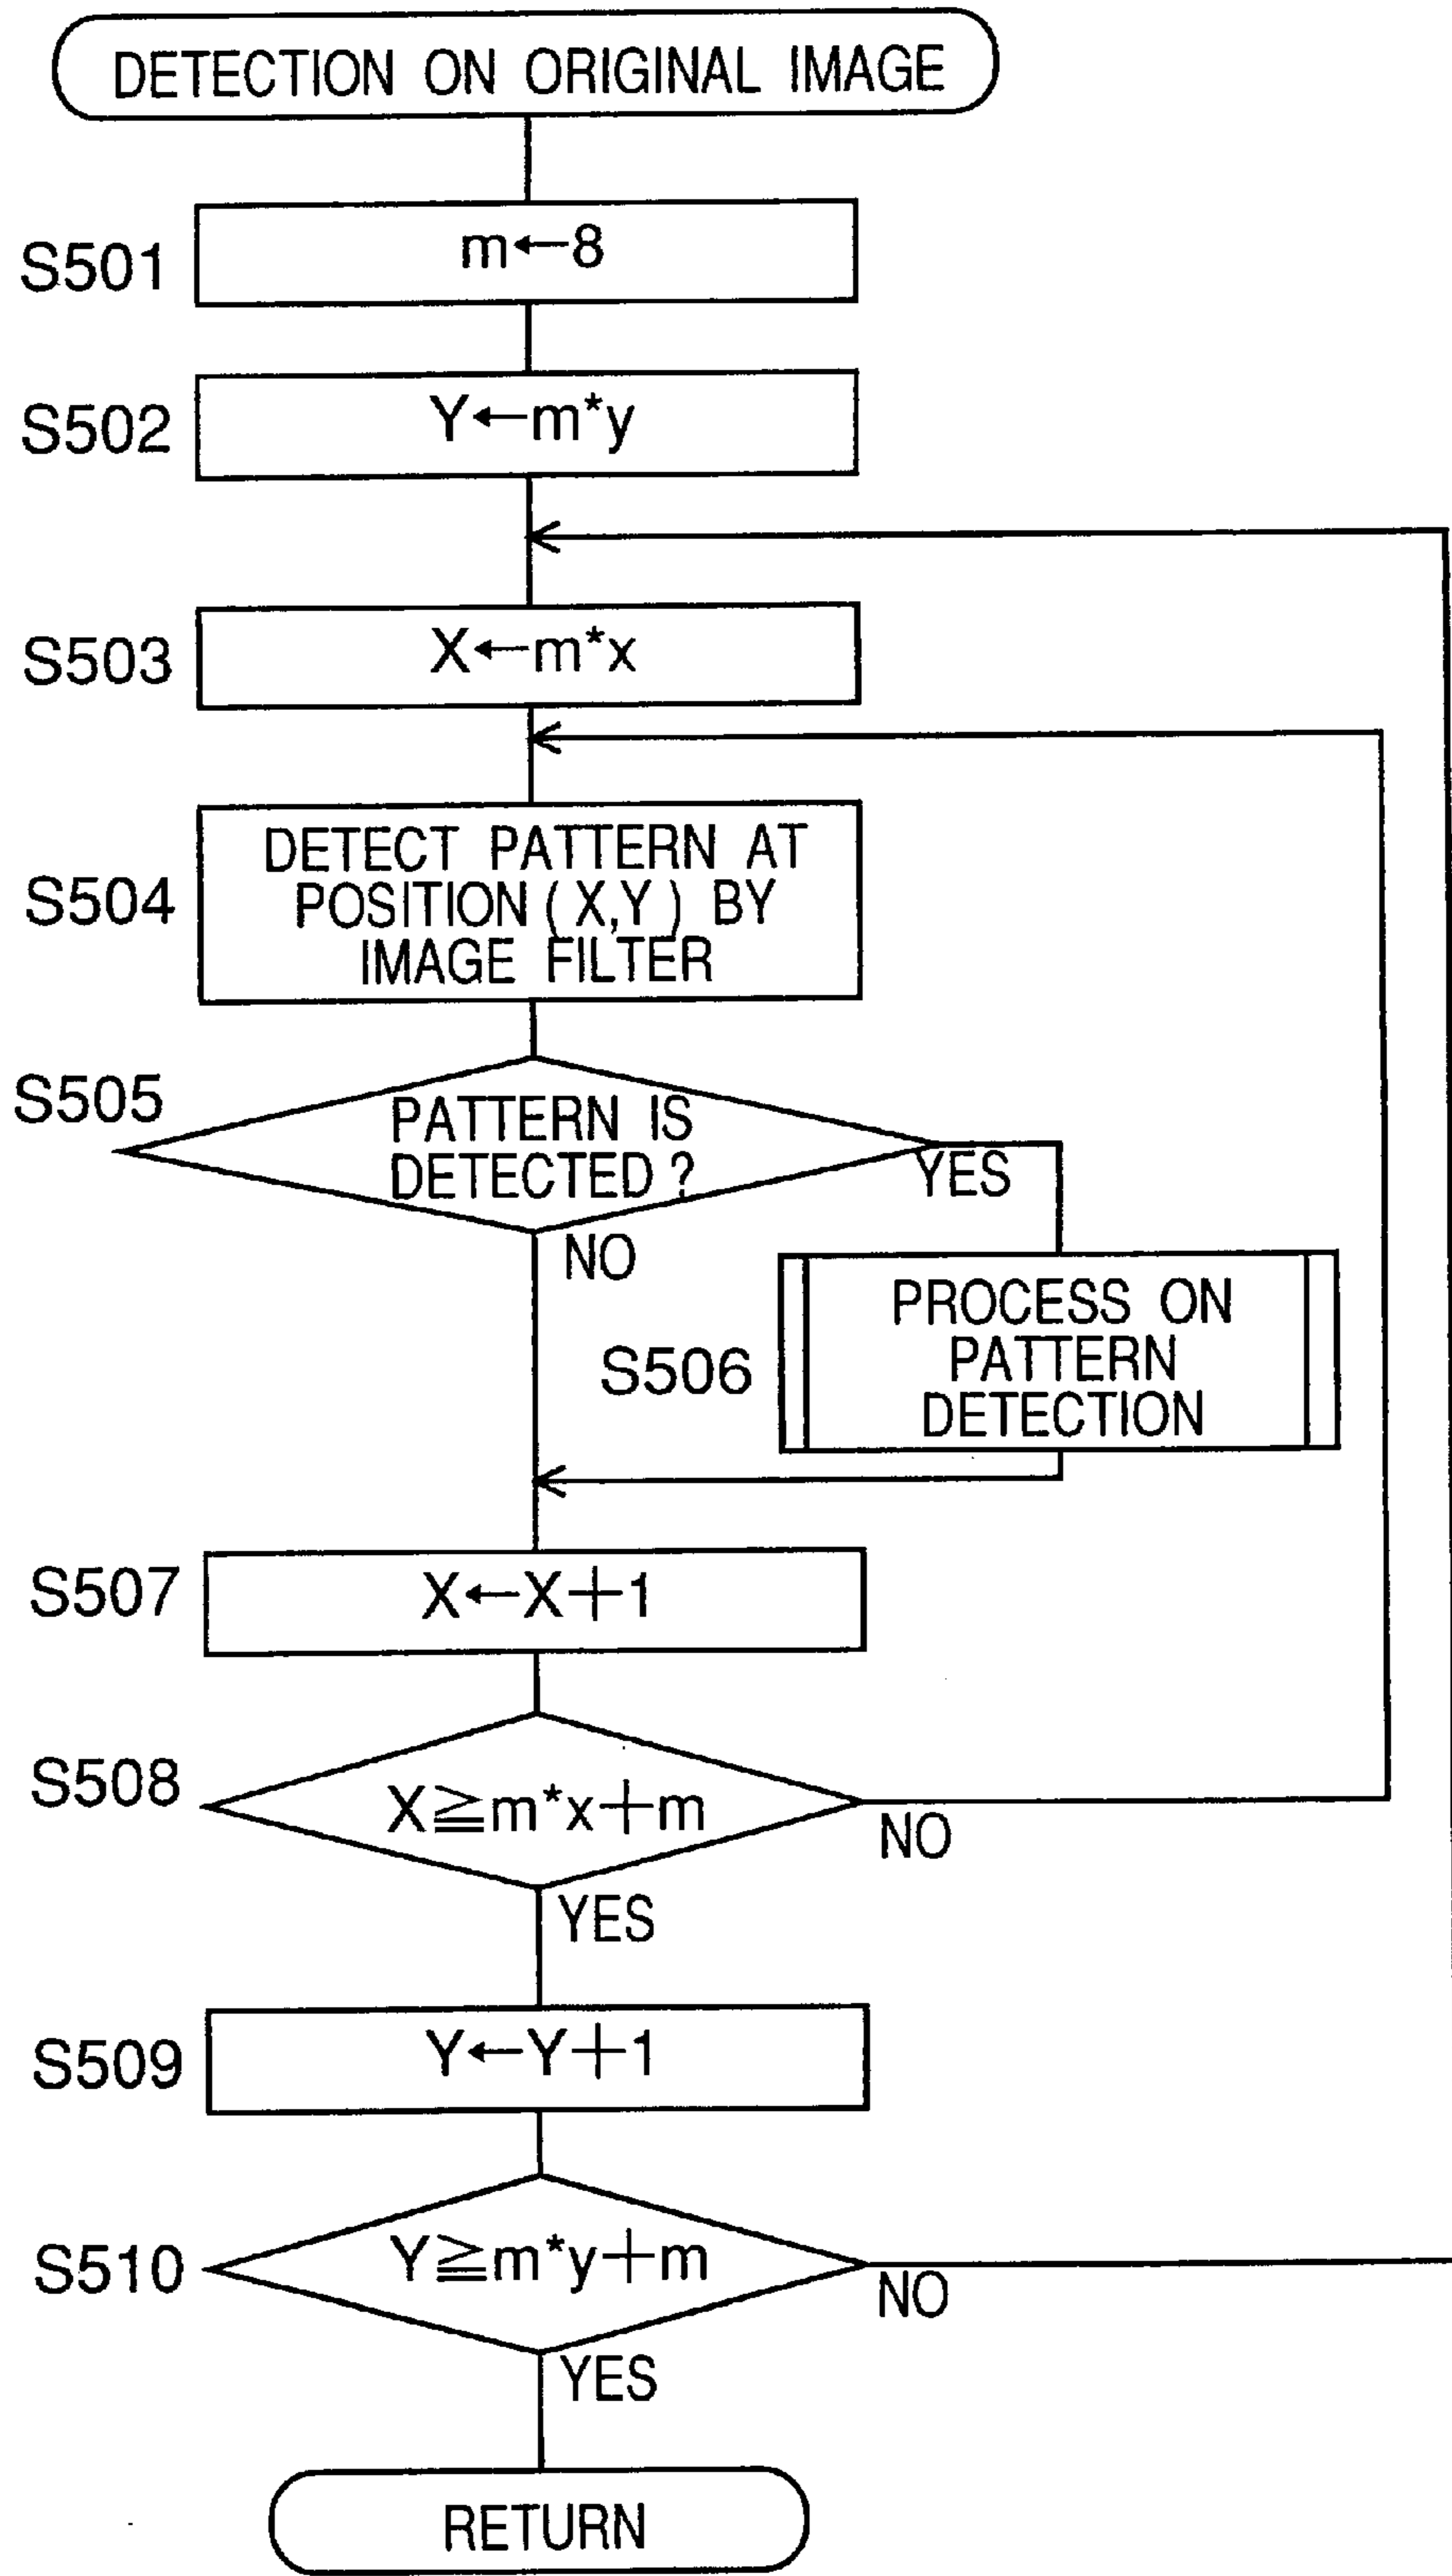 DETECTION ON ORIGINAL IMAGE
S501
m←8
S502
Y←m*y
S503
X←m*x
S504
DETECT PATTERN AT
POSITION (X,Y) BY
IMAGE FILTER
S505
PATTERN IS
DETECTED?
YES
NO
S506
PROCESS ON
PATTERN
DETECTION
S507
X←X+1
S508
X≧m*x+m
NO
YES
S509
Y←Y+1
S510
Y≧m*y+m
NO
YES
RETURN